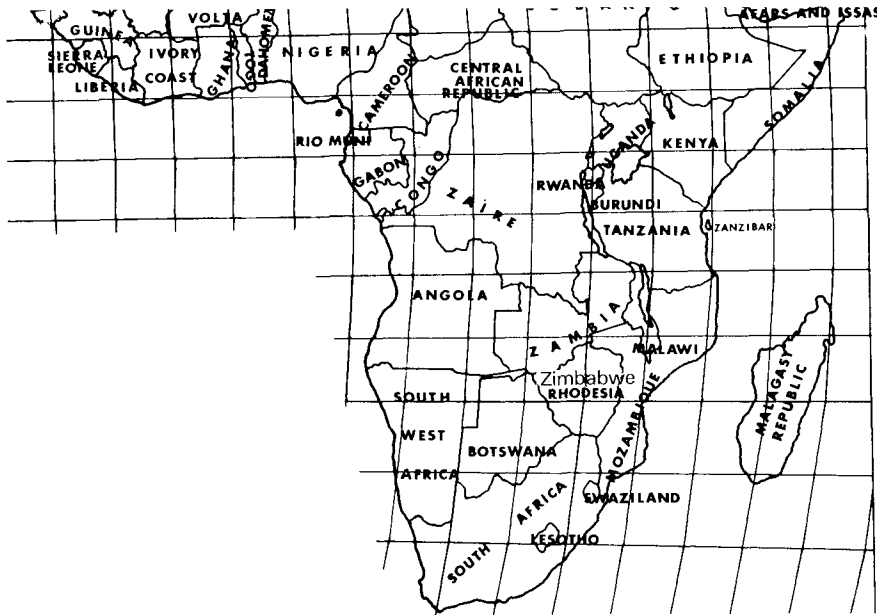 AFARS AND ISSAS
VOLTA
GUINEA
SIERRA
LEONE
LIBERIA
IVORY
COAST
GHANA
TOGO
DAHOMEY
NIGERIA
CAMEROON
CENTRAL
AFRICAN
REPUBLIC
ETHIOPIA
SOMALIA
RIO MUNI
GABON
CONGO
ZAÏRE
UGANDA
KENYA
RWANDA
BURUNDI
TANZANIA
ZANZIBAR
ANGOLA
ZAMBIA
MALAWI
Zimbabwe
RHODESIA
MOZAMBIQUE
MALAGASY
REPUBLIC
SOUTH
WEST
AFRICA
BOTSWANA
SWAZILAND
LESOTHO
SOUTH AFRICA